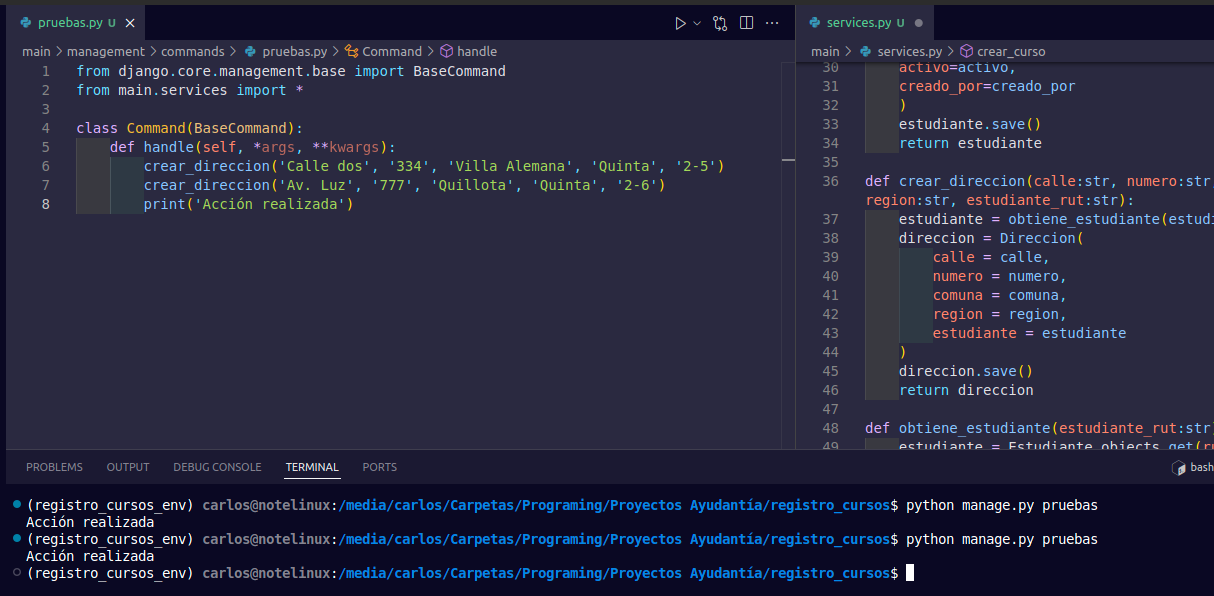 pruebas.py U
main > management > commands > pruebas.py > Command > handle
1 from django.core.management.base import BaseCommand
2 from main.services import *
3
4 class Command(BaseCommand):
5 def handle(self, *args, **kwargs):
6 crear_direccion('Calle dos', '334', 'Villa Alemana', 'Quinta', '2-5')
7 crear_direccion('Av. Luz', '777', 'Quillota', 'Quinta', '2-6')
8 print('Acción realizada')
services.py U
main > services.py > crear_curso
30 activo=activo,
31 creado_por=creado_por
32 )
33 estudiante.save()
34 return estudiante
35
36 def crear_direccion(calle:str, numero:str
region:str, estudiante_rut:str):
37 estudiante = obtiene_estudiante(estudi
38 direccion = Direccion(
39 calle = calle,
40 numero = numero,
41 comuna = comuna,
42 region = region,
43 estudiante = estudiante
44 )
45 direccion.save()
46 return direccion
47
48 def obtiene_estudiante(estudiante_rut:str)
49 estudiante = Estudiante.objects.get(ru
PROBLEMS OUTPUT DEBUG CONSOLE TERMINAL PORTS
bash
(registro_cursos_env) carlos@notelinux:/media/carlos/Carpetas/Programing/Proyectos Ayudantía/registro_cursos$ python manage.py pruebas
Acción realizada
(registro_cursos_env) carlos@notelinux:/media/carlos/Carpetas/Programing/Proyectos Ayudantía/registro_cursos$ python manage.py pruebas
Acción realizada
(registro_cursos_env) carlos@notelinux:/media/carlos/Carpetas/Programing/Proyectos Ayudantía/registro_cursos$